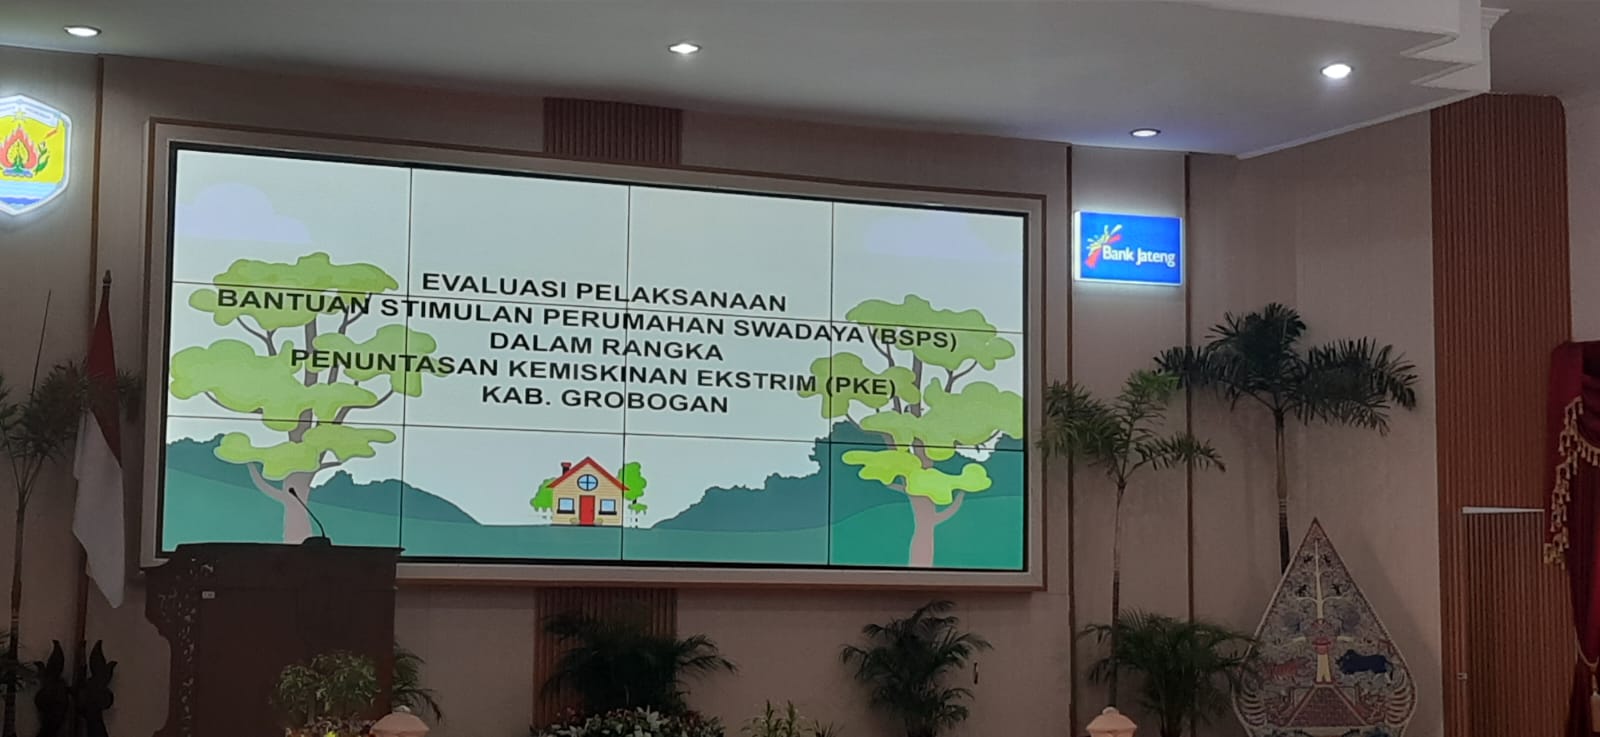 EVALUASI PELAKSANAAN
BANTUAN STIMULAN PERUMAHAN SWADAYA (BSPS)
DALAM RANGKA
PENUNTASAN KEMISKINAN EKSTRIM (PKE)
KAB. GROBOGAN
Bank Jateng